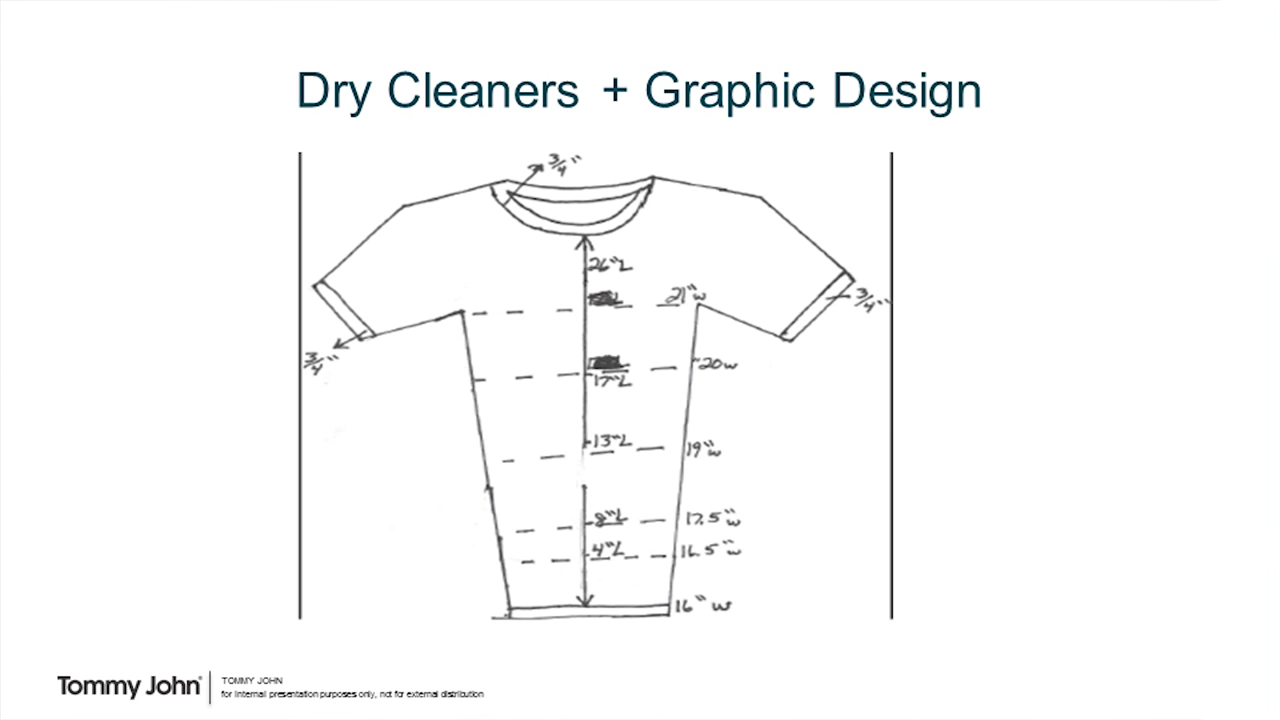 Dry Cleaners + Graphic Design
3/4"
26"L
21"w
3/4"
3/4"
20w
17"L
13"L
19"w
8"L
17.5"w
4"L
16.5"w
16" w
Tommy John
TOMMY JOHN
for internal presentation purposes only, not for external distribution